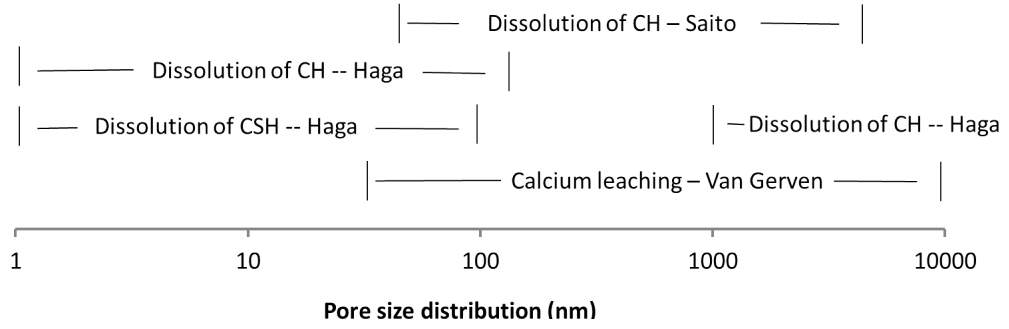 Dissolution of CH – Saito
Dissolution of CH -- Haga
Dissolution of CSH -- Haga
Dissolution of CH -- Haga
Calcium leaching – Van Gerven
1 10 100 1000 10000
Pore size distribution (nm)